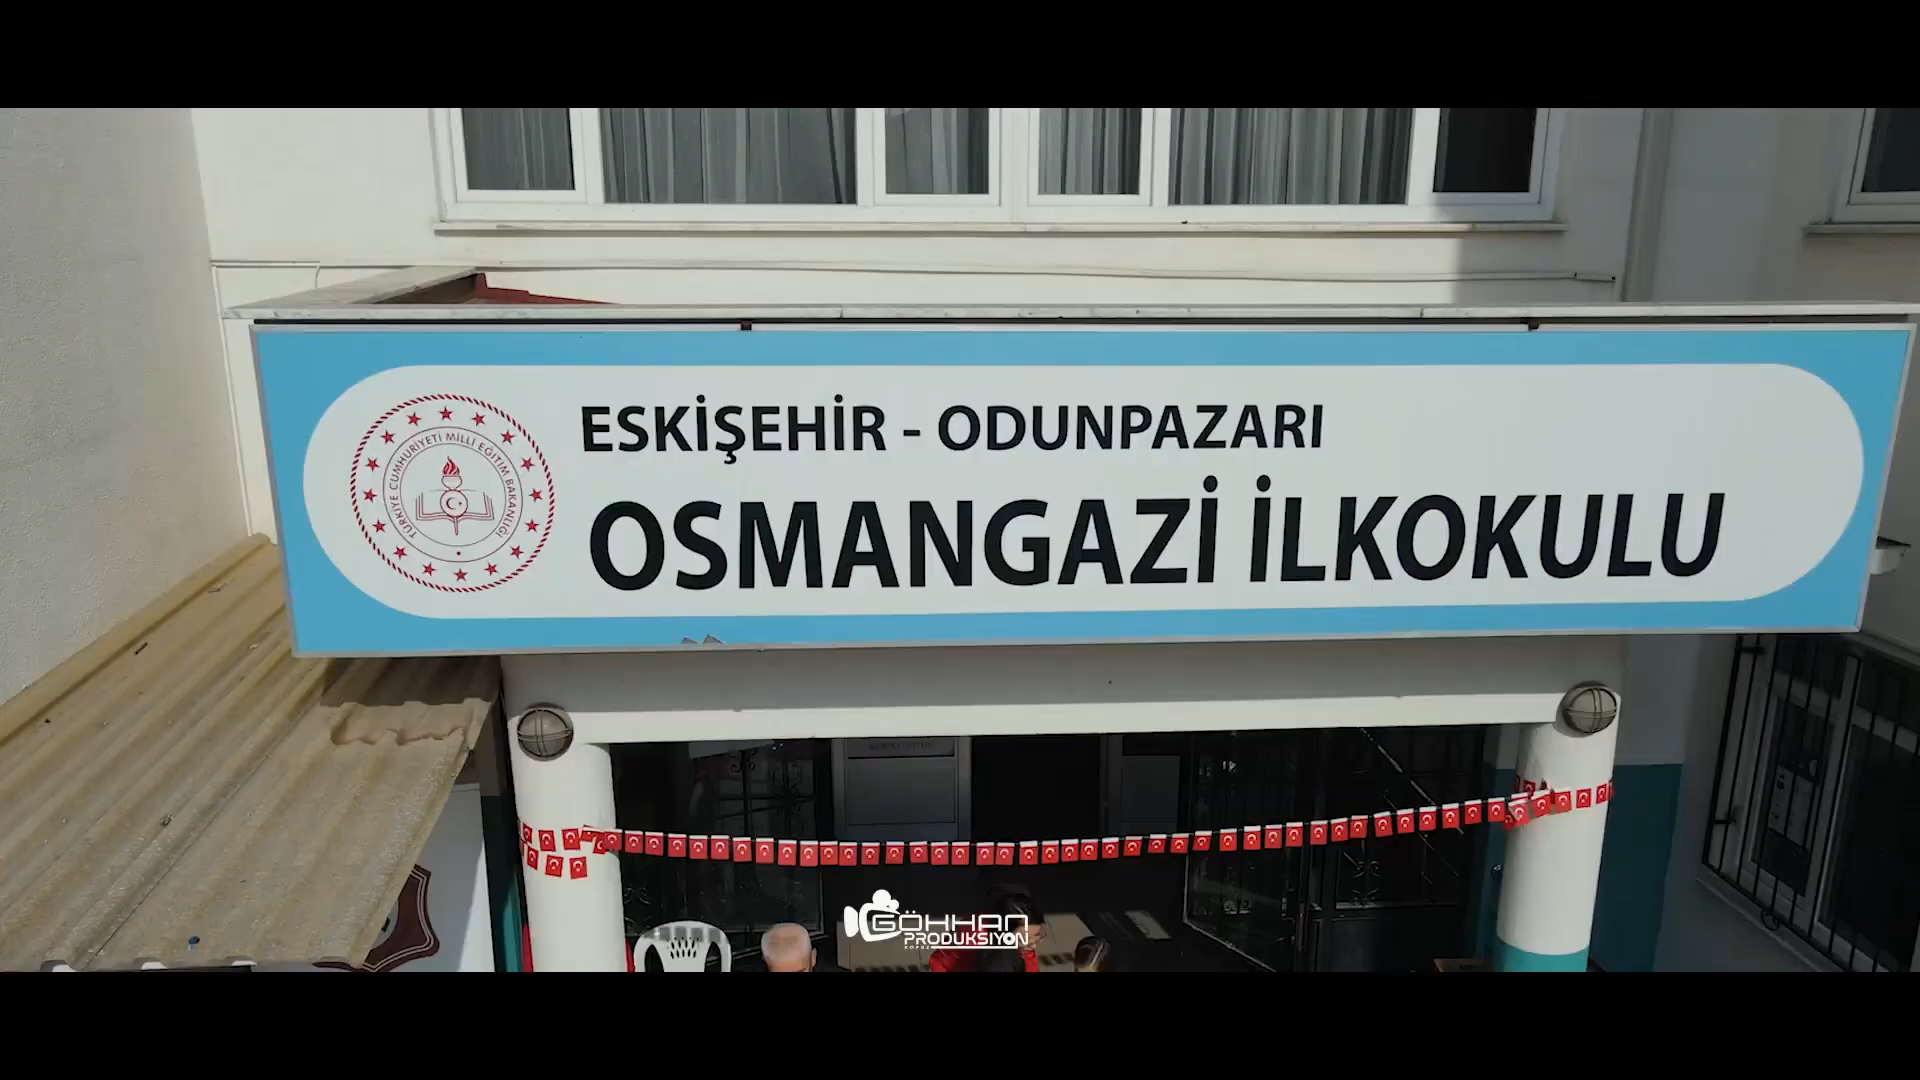 ESKİŞEHİR - ODUNPAZARI
OSMANGAZİ İLKOKULU
TÜRKİYE CUMHURİYETİ MİLLİ EĞİTİM BAKANLIĞI
GÖKHAN
PRODUKSIYON